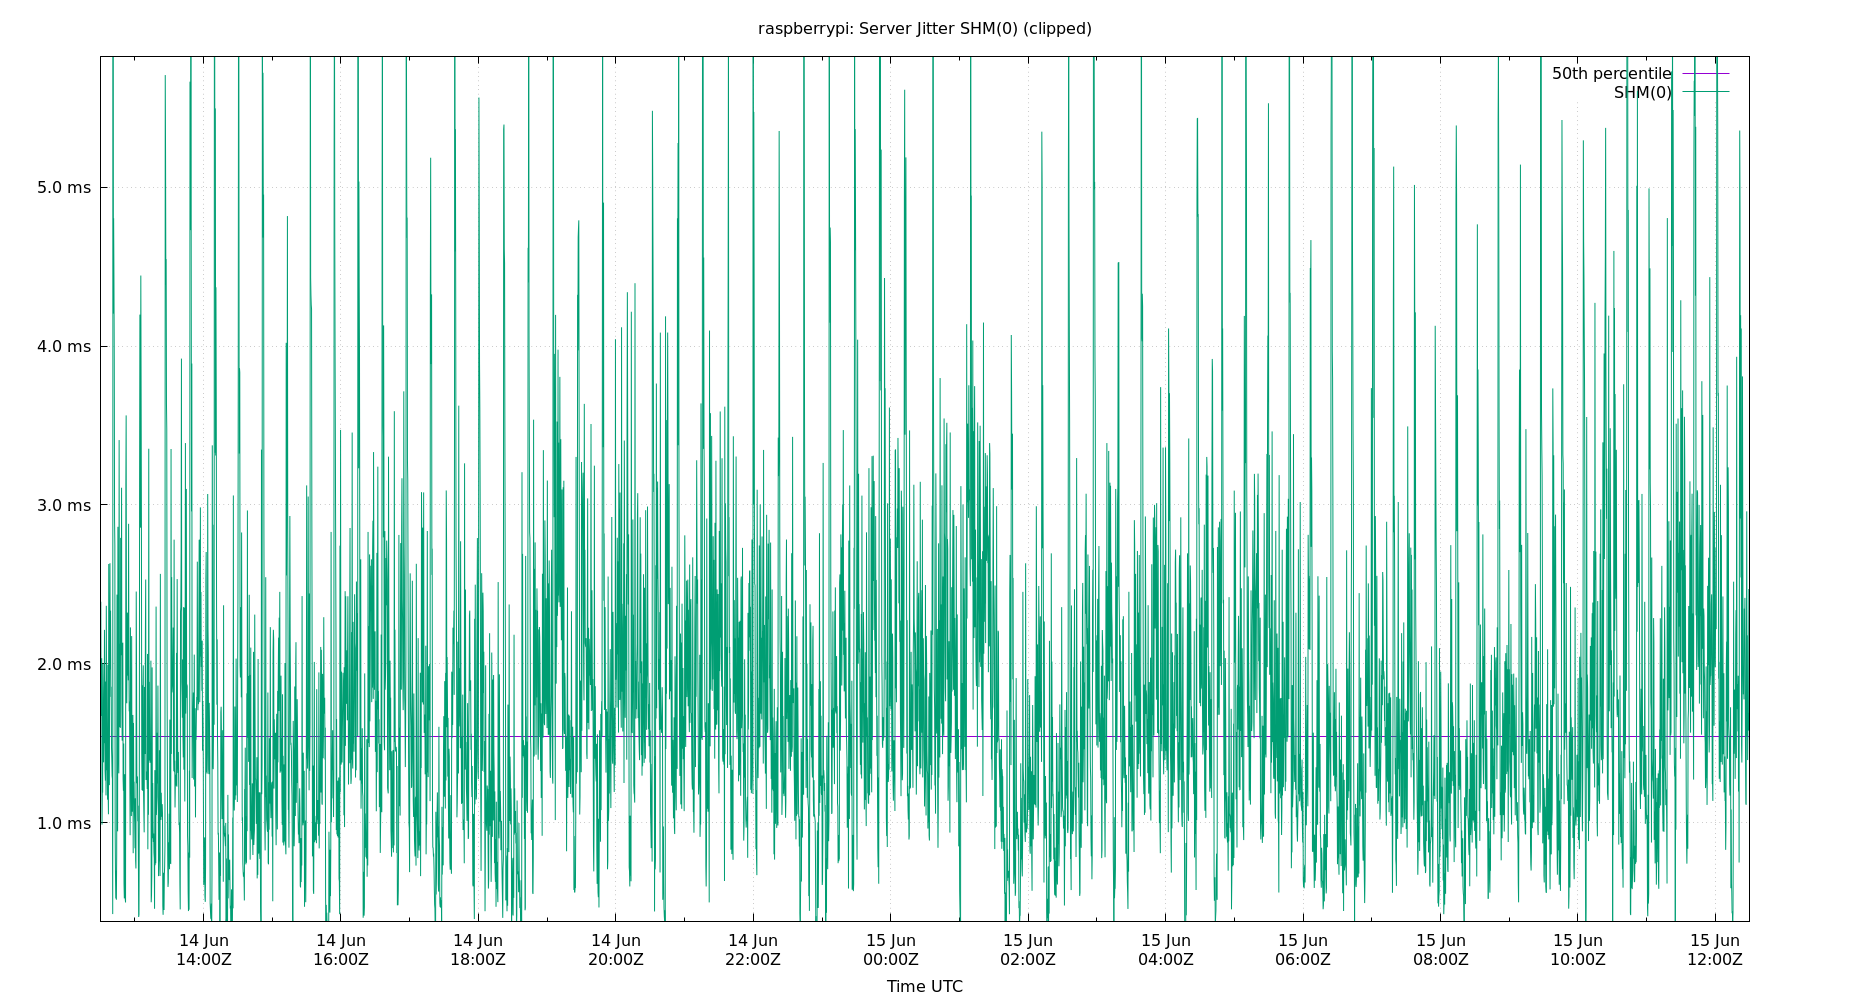 raspberrypi: Server Jitter SHM(0) (clipped)
50th percentile
SHM(0)
5.0 ms
4.0 ms
3.0 ms
2.0 ms
1.0 ms
14 Jun 14 Jun 14 Jun 14 Jun 14 Jun 15 Jun 15 Jun 15 Jun 15 Jun 15 Jun 15 Jun 15 Jun
14:00Z 16:00Z 18:00Z 20:00Z 22:00Z 00:00Z 02:00Z 04:00Z 06:00Z 08:00Z 10:00Z 12:00Z
Time UTC